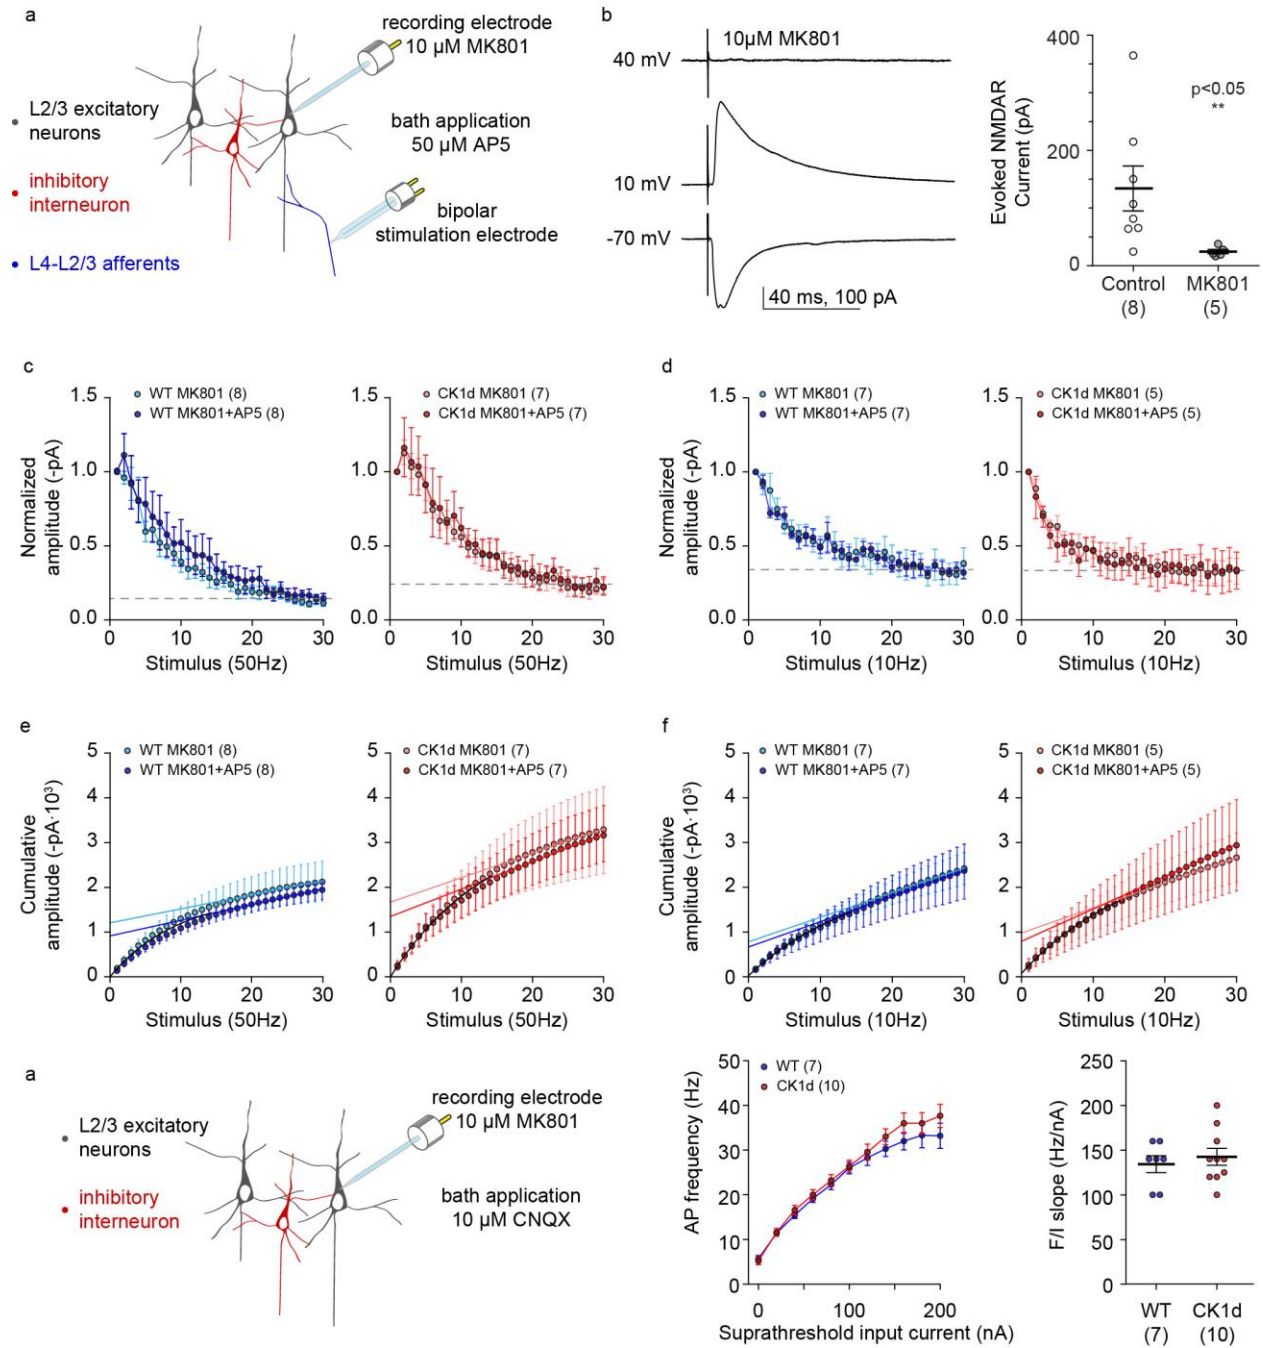 a
recording electrode
10 µM MK801
L2/3 excitatory
neurons
bath application
50 µM AP5
inhibitory
interneuron
bipolar
stimulation electrode
L4-L2/3 afferents
b
10µM MK801
40 mV
10 mV
-70 mV
40 ms, 100 pA
Evoked NMDAR
Current (pA)
400
200
0
p<0.05
**
Control
(8)
MK801
(5)
c
WT MK801 (8)
WT MK801+AP5 (8)
Normalized
amplitude (-pA)
1.5
1.0
0.5
0.0
0 10 20 30
Stimulus (50Hz)
CK1d MK801 (7)
CK1d MK801+AP5 (7)
1.5
1.0
0.5
0.0
0 10 20 30
Stimulus (50Hz)
d
WT MK801 (7)
WT MK801+AP5 (7)
Normalized
amplitude (-pA)
1.5
1.0
0.5
0.0
0 10 20 30
Stimulus (10Hz)
CK1d MK801 (5)
CK1d MK801+AP5 (5)
1.5
1.0
0.5
0.0
0 10 20 30
Stimulus (10Hz)
e
WT MK801 (8)
WT MK801+AP5 (8)
Cumulative
amplitude (-pA·10³)
5
4
3
2
1
0
0 10 20 30
Stimulus (50Hz)
CK1d MK801 (7)
CK1d MK801+AP5 (7)
5
4
3
2
1
0
0 10 20 30
Stimulus (50Hz)
f
WT MK801 (7)
WT MK801+AP5 (7)
Cumulative
amplitude (-pA·10³)
5
4
3
2
1
0
0 10 20 30
Stimulus (10Hz)
CK1d MK801 (5)
CK1d MK801+AP5 (5)
5
4
3
2
1
0
0 10 20 30
Stimulus (10Hz)
a
recording electrode
10 µM MK801
L2/3 excitatory
neurons
bath application
10 µM CNQX
inhibitory
interneuron
WT (7)
CK1d (10)
AP frequency (Hz)
50
40
30
20
10
0
0 100 200
Suprathreshold input current (nA)
F/I slope (Hz/nA)
250
200
150
100
50
0
WT
(7)
CK1d
(10)